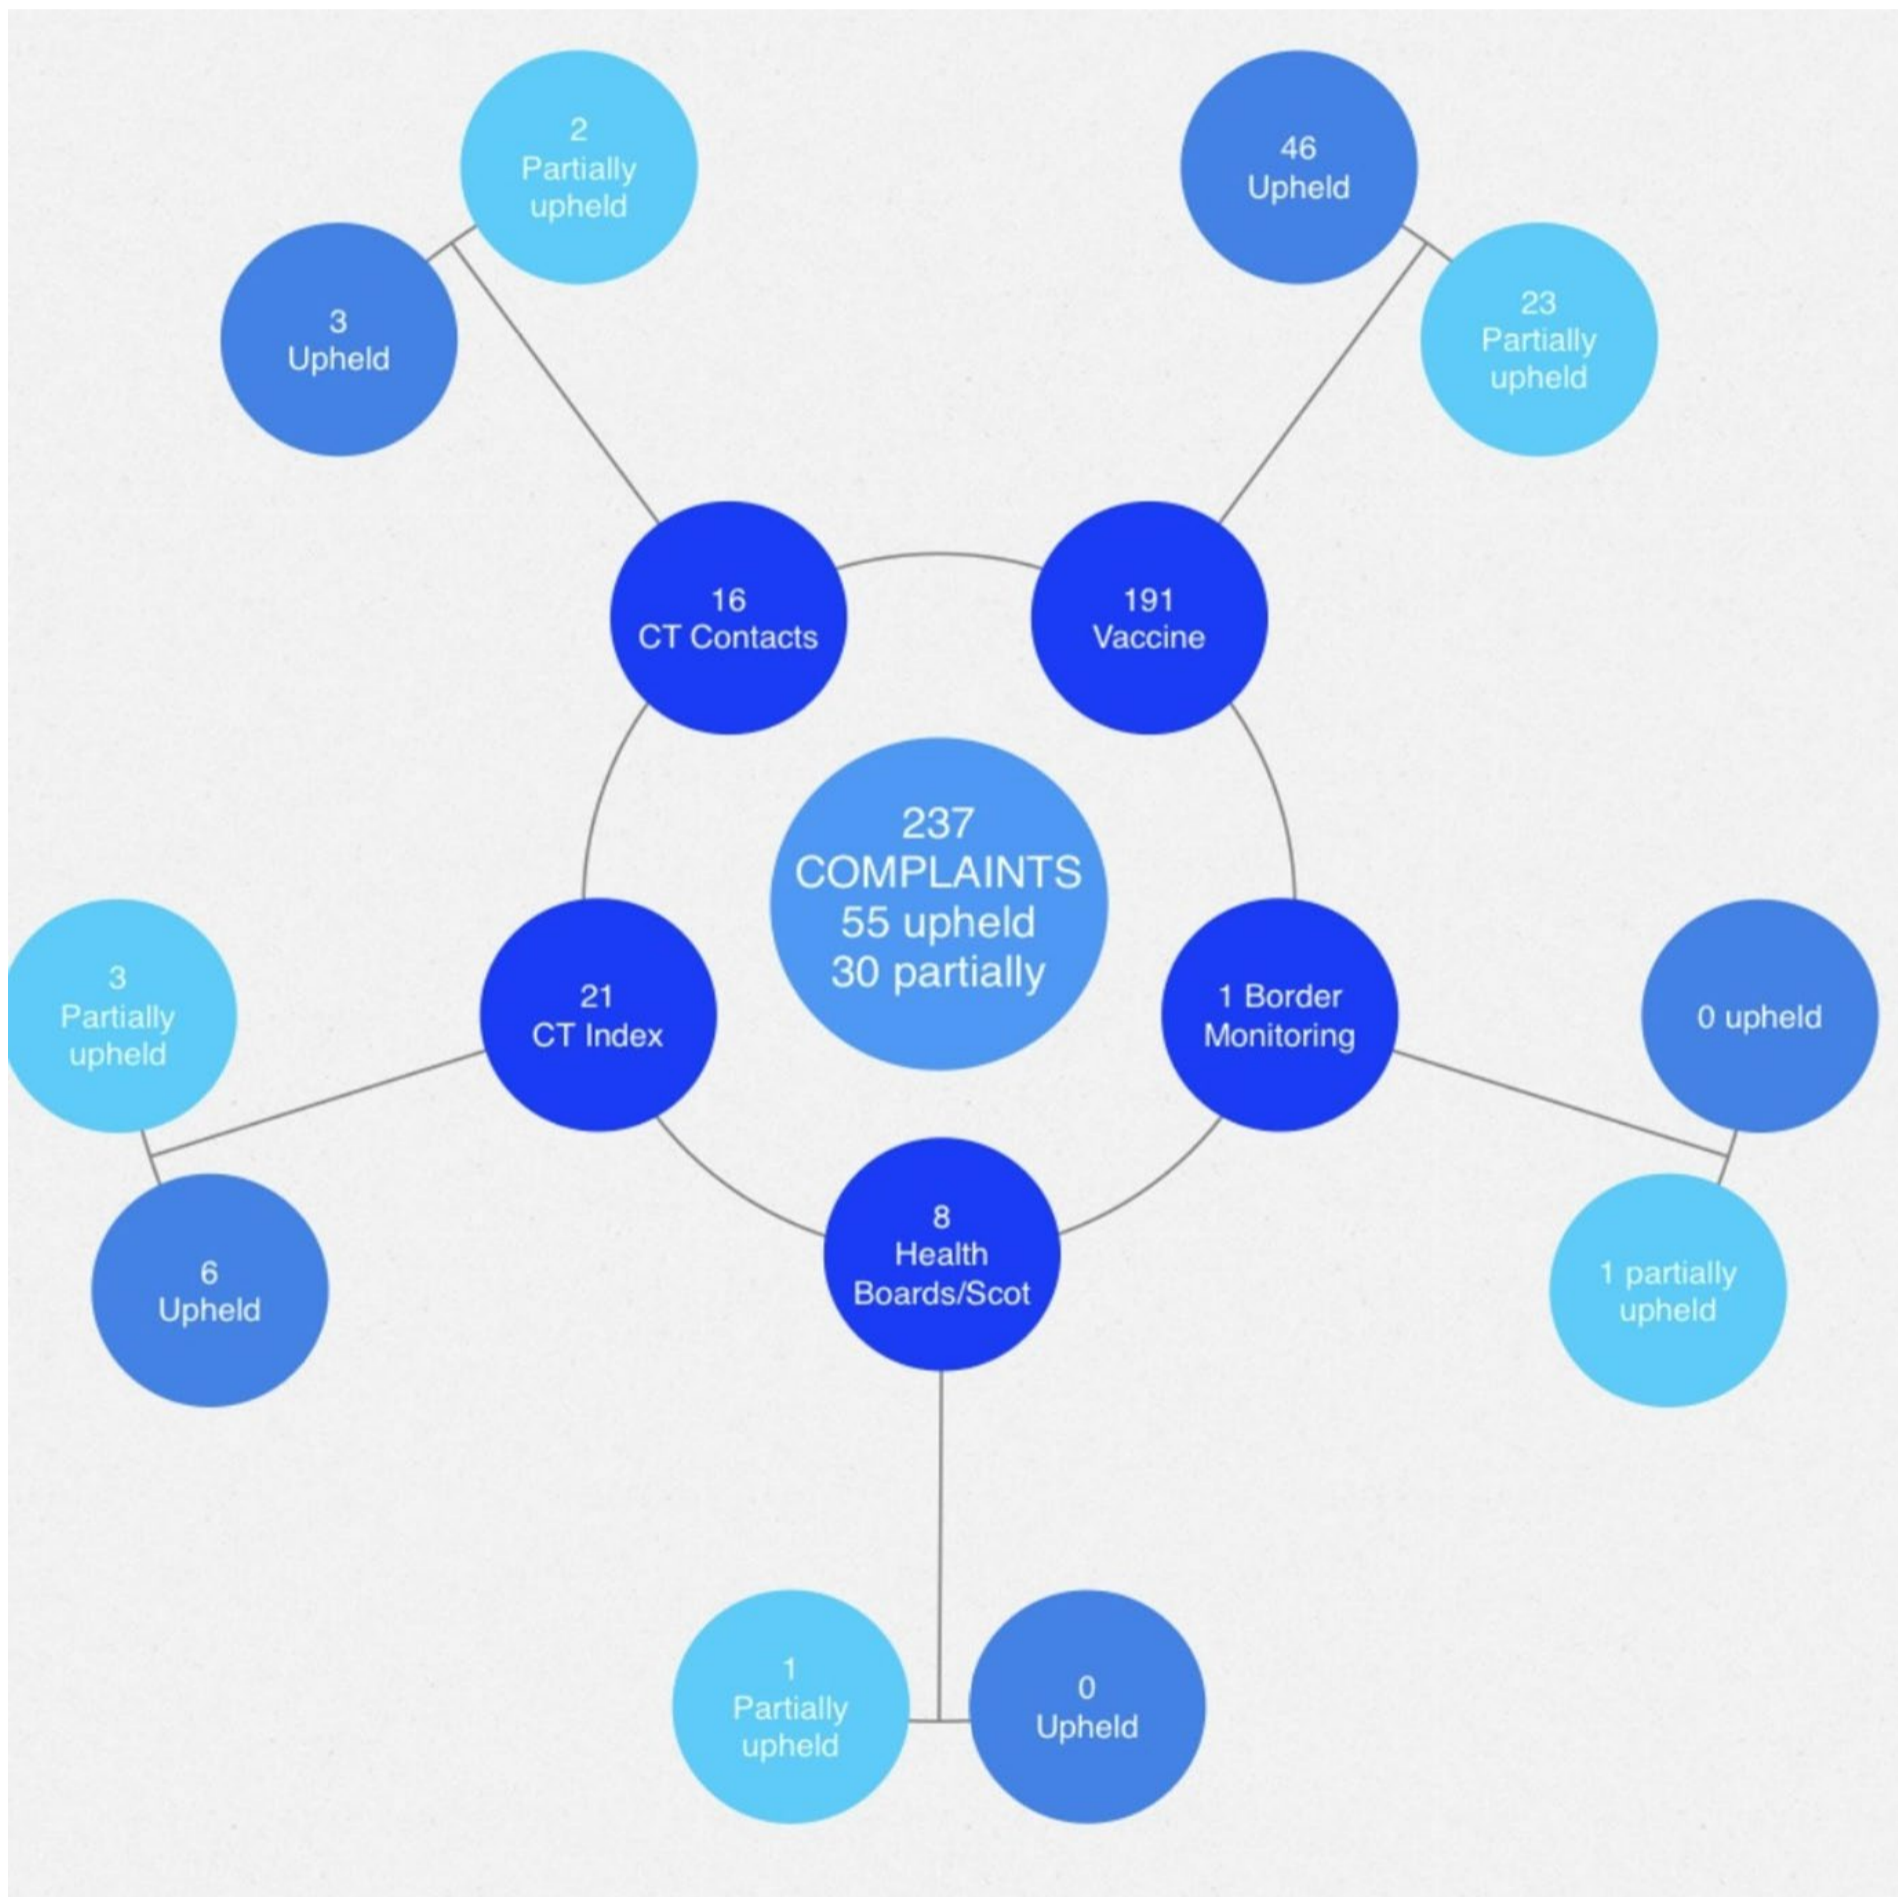 2
Partially
upheld
46
Upheld
3
Upheld
23
Partially
upheld
16
CT Contacts
191
Vaccine
237
COMPLAINTS
55 upheld
30 partially
3
Partially
upheld
21
CT Index
1 Border
Monitoring
0 upheld
6
Upheld
8
Health
Boards/Scot
1 partially
upheld
1
Partially
upheld
0
Upheld